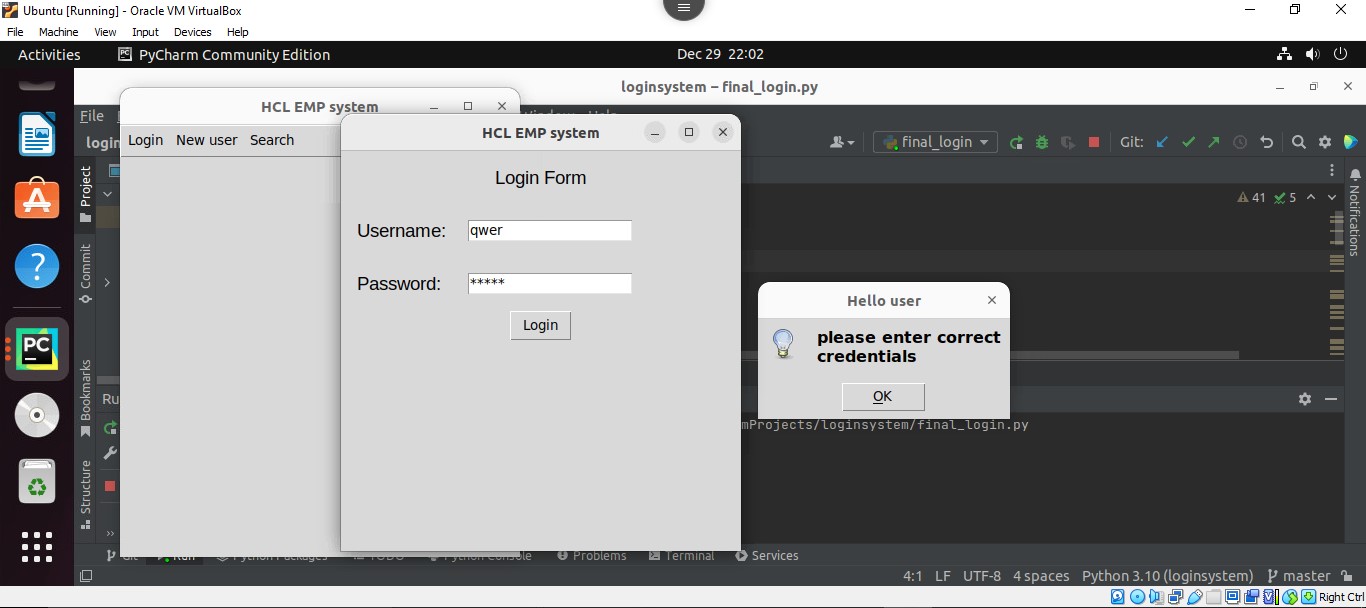 Ubuntu [Running] - Oracle VM VirtualBox
File Machine View Input Devices Help
Activities PyCharm Community Edition Dec 29 22:02
loginsystem – final_login.py
HCL EMP system
File
Login New user Search
HCL EMP system
final_login
Git:
Login Form
Username: qwer
Password: *****
Login
Project
Commit
Bookmarks
Structure
Notifications
41 5
Hello user
please enter correct
credentials
OK
mProjects/loginsystem/final_login.py
Problems Terminal Services
4:1 LF UTF-8 4 spaces Python 3.10 (loginsystem) master
Right Ctrl